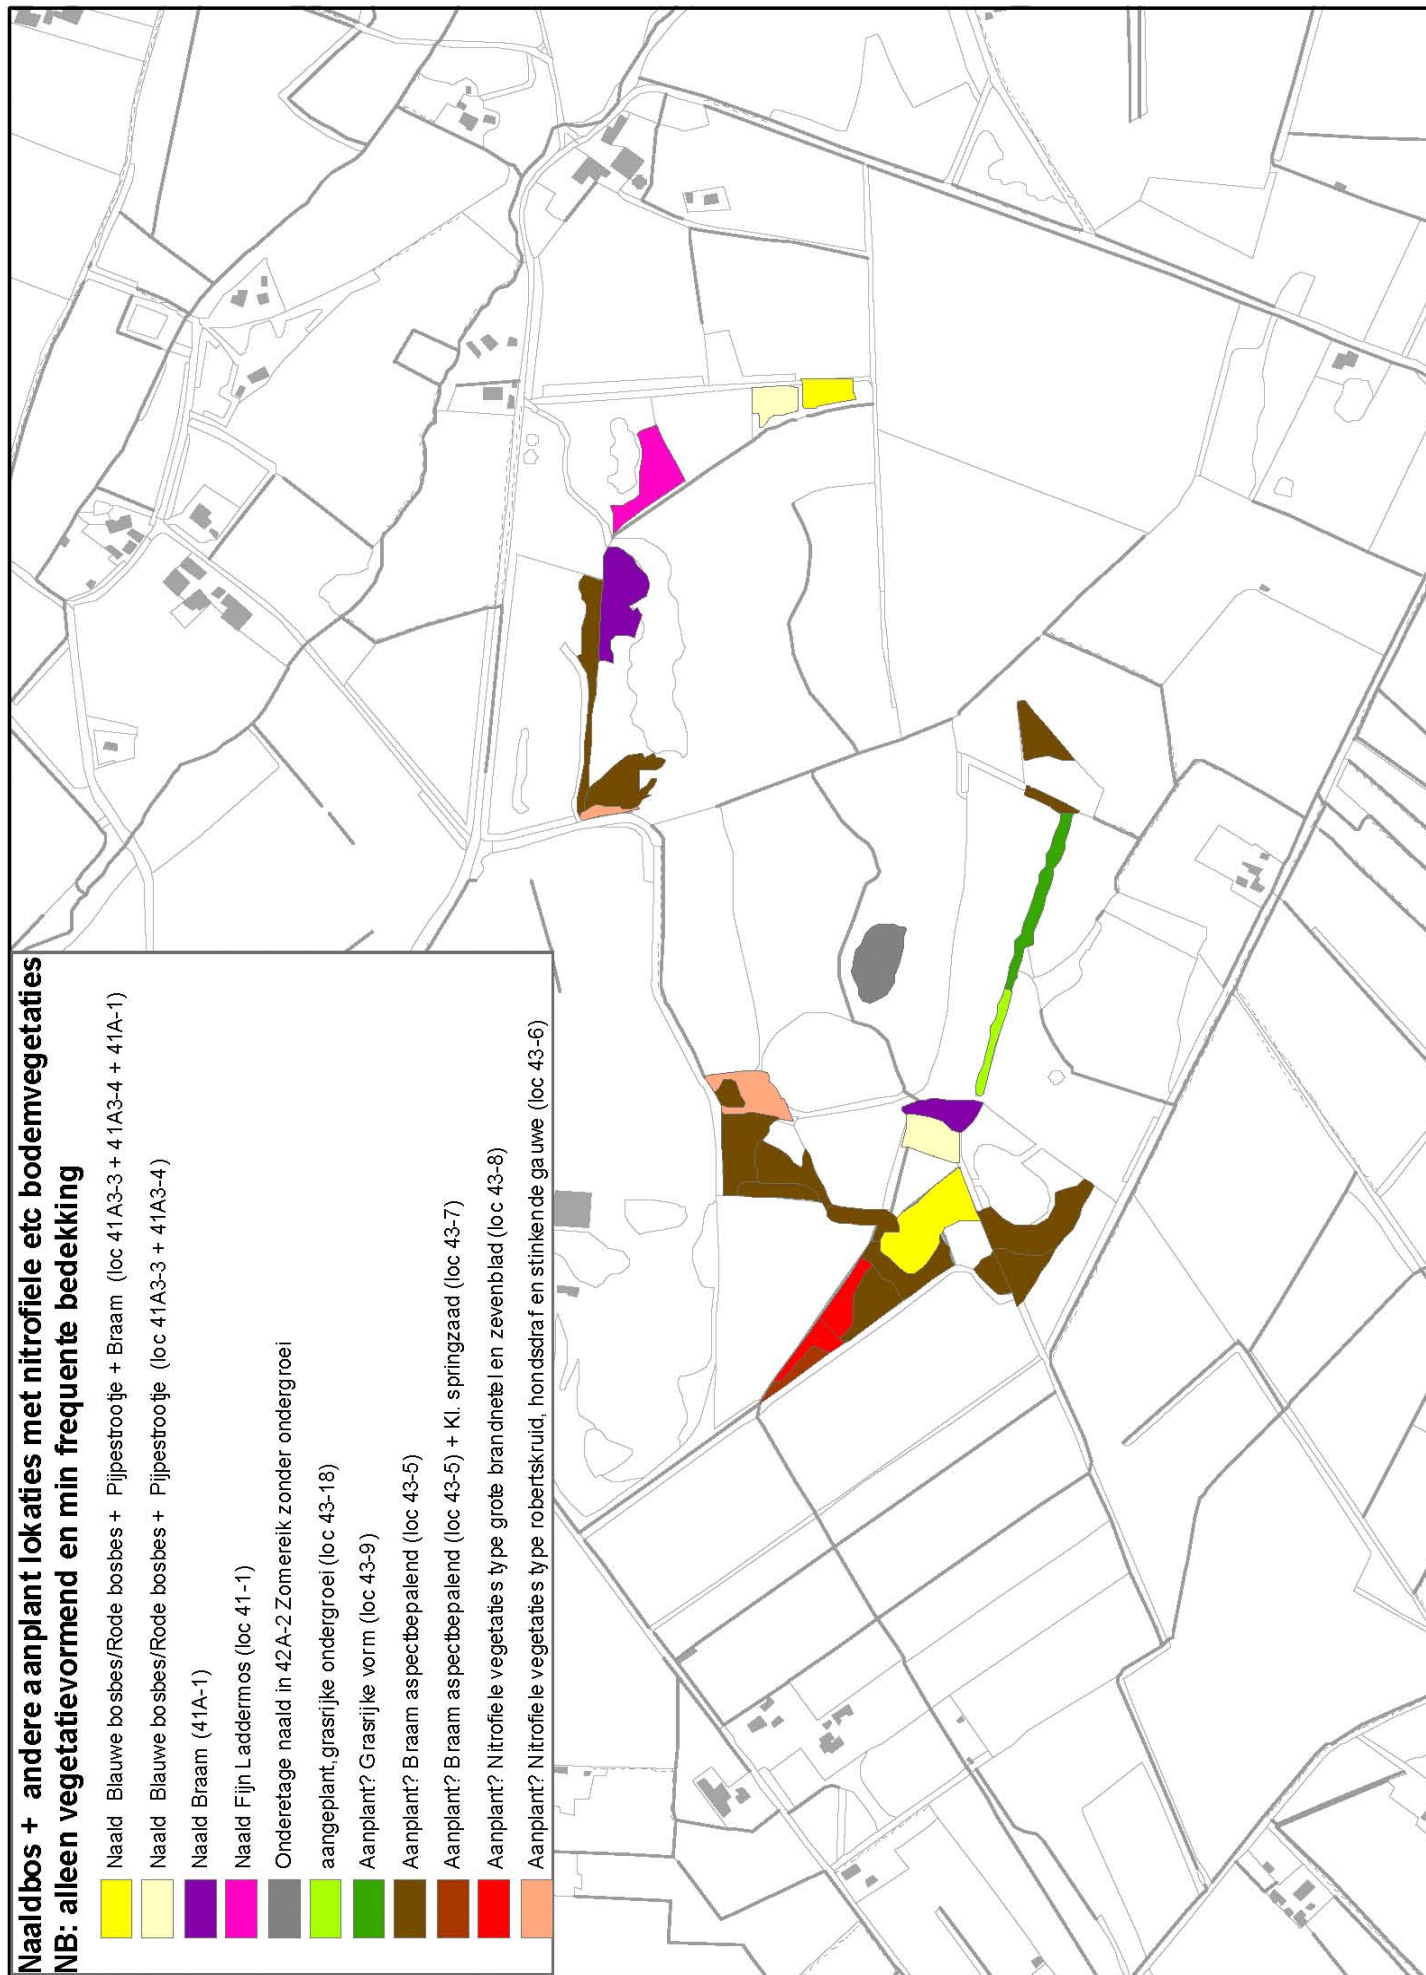 Naaldbos + andere aanplant lokaties met nitrofiele etc bodemvegetaties
NB: alleen vegetatievormend en min frequente bedekking
Naald Blauwe bosbes/Rode bosbes + Pijpestrootje + Braam (loc 41A3-3 + 41A3-4 + 41A-1)
Naald Blauwe bosbes/Rode bosbes + Pijpestrootje (loc 41A3-3 + 41A3-4)
Naald Braam (41A-1)
Naald Fijn Laddermos (loc 41-1)
Onderetage naald in 42A-2 Zomereik zonder ondergroei
aangeplant, grasrijke ondergroei (loc 43-18)
Aanplant? Grasrijke vorm (loc 43-9)
Aanplant? Braam aspectbepalend (loc 43-5)
Aanplant? Braam aspectbepalend (loc 43-5) + Kl. springzaad (loc 43-7)
Aanplant? Nitrofiele vegetaties type grote brandnetel en zevenblad (loc 43-8)
Aanplant? Nitrofiele vegetaties type robertskruid, hondsdraf en stinkende gauwe (loc 43-6)